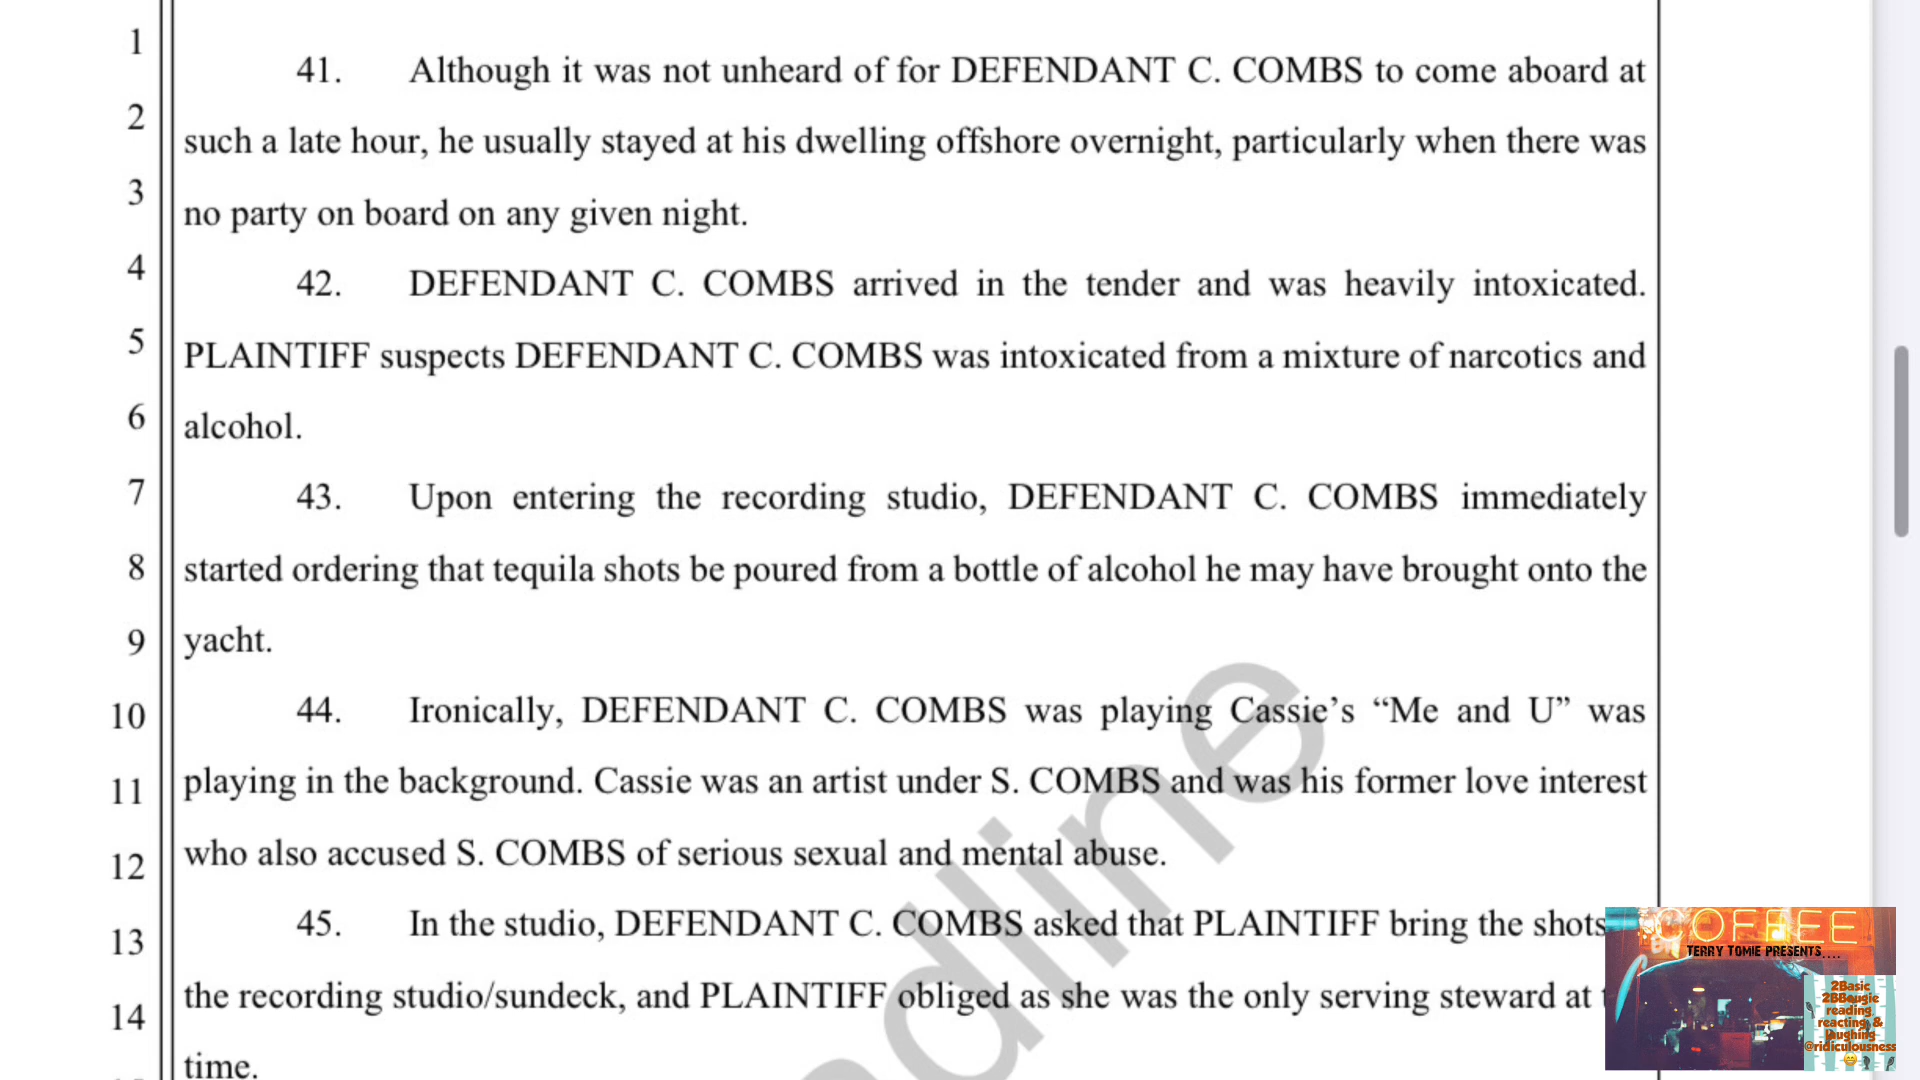 1
41. Although it was not unheard of for DEFENDANT C. COMBS to come aboard at
2
such a late hour, he usually stayed at his dwelling offshore overnight, particularly when there was
3
no party on board on any given night.
4
42. DEFENDANT C. COMBS arrived in the tender and was heavily intoxicated.
5
PLAINTIFF suspects DEFENDANT C. COMBS was intoxicated from a mixture of narcotics and
6
alcohol.
7
43. Upon entering the recording studio, DEFENDANT C. COMBS immediately
8
started ordering that tequila shots be poured from a bottle of alcohol he may have brought onto the
9
yacht.
10
44. Ironically, DEFENDANT C. COMBS was playing Cassie’s “Me and U” was
11
playing in the background. Cassie was an artist under S. COMBS and was his former love interest
12
who also accused S. COMBS of serious sexual and mental abuse.
13
45. In the studio, DEFENDANT C. COMBS asked that PLAINTIFF bring the shots
14
the recording studio/sundeck, and PLAINTIFF obliged as she was the only serving steward at
time.
dline
COFFEE
TERRY TOMIE PRESENTS....
2Basic
2BBougie
reading
reacting, &
laughing
@ridiculousness